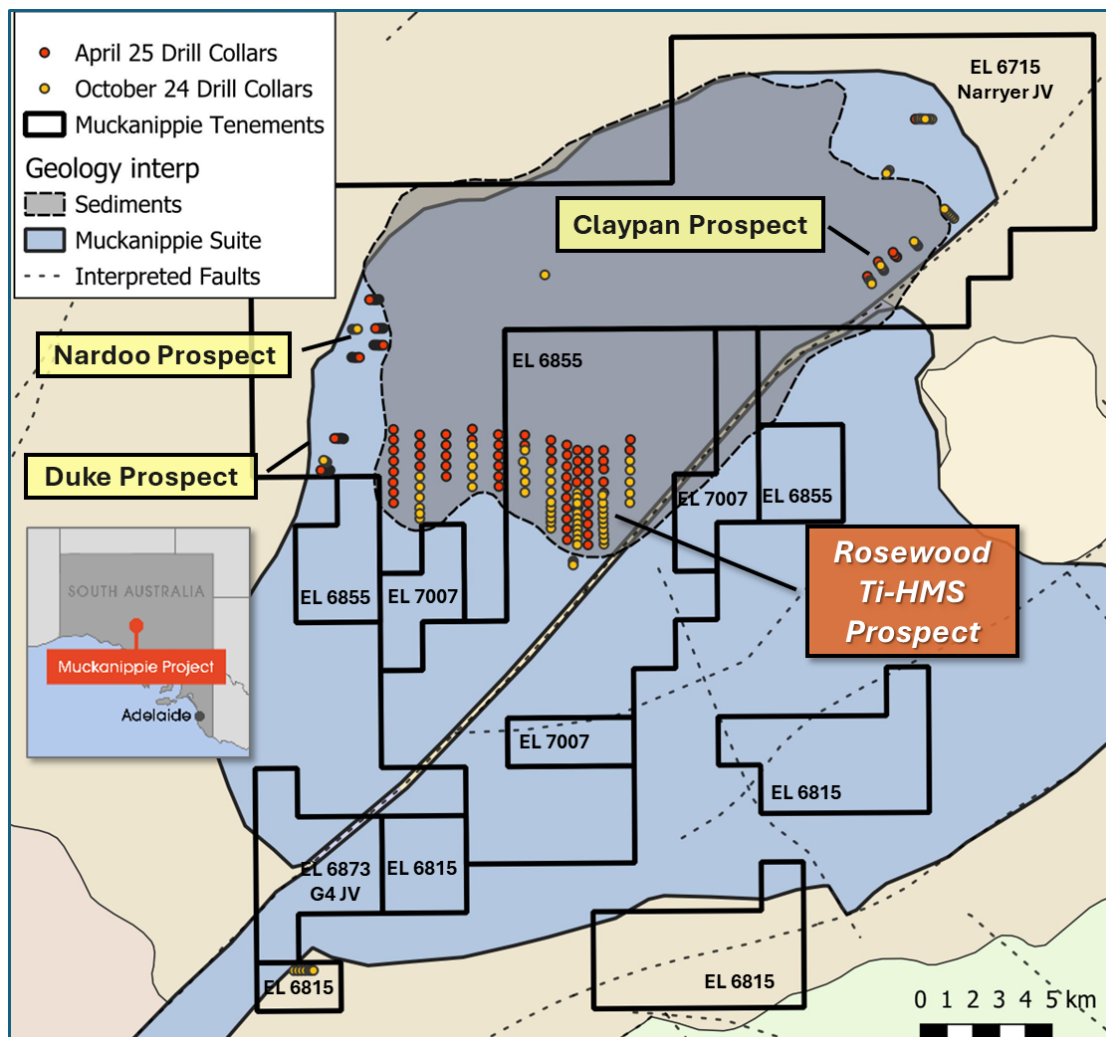 April 25 Drill Collars
October 24 Drill Collars
Muckanippie Tenements
Geology interp
Sediments
Muckanippie Suite
Interpreted Faults
EL 6715
Narryer JV
Claypan Prospect
Nardoo Prospect
EL 6855
Duke Prospect
EL 7007
EL 6855
Rosewood
Ti-HMS
Prospect
EL 6855
EL 7007
SOUTH AUSTRALIA
Muckanippie Project
Adelaide
EL 7007
EL 6815
EL 6873
G4 JV
EL 6815
EL 6815
EL 6815
0 1 2 3 4 5 km